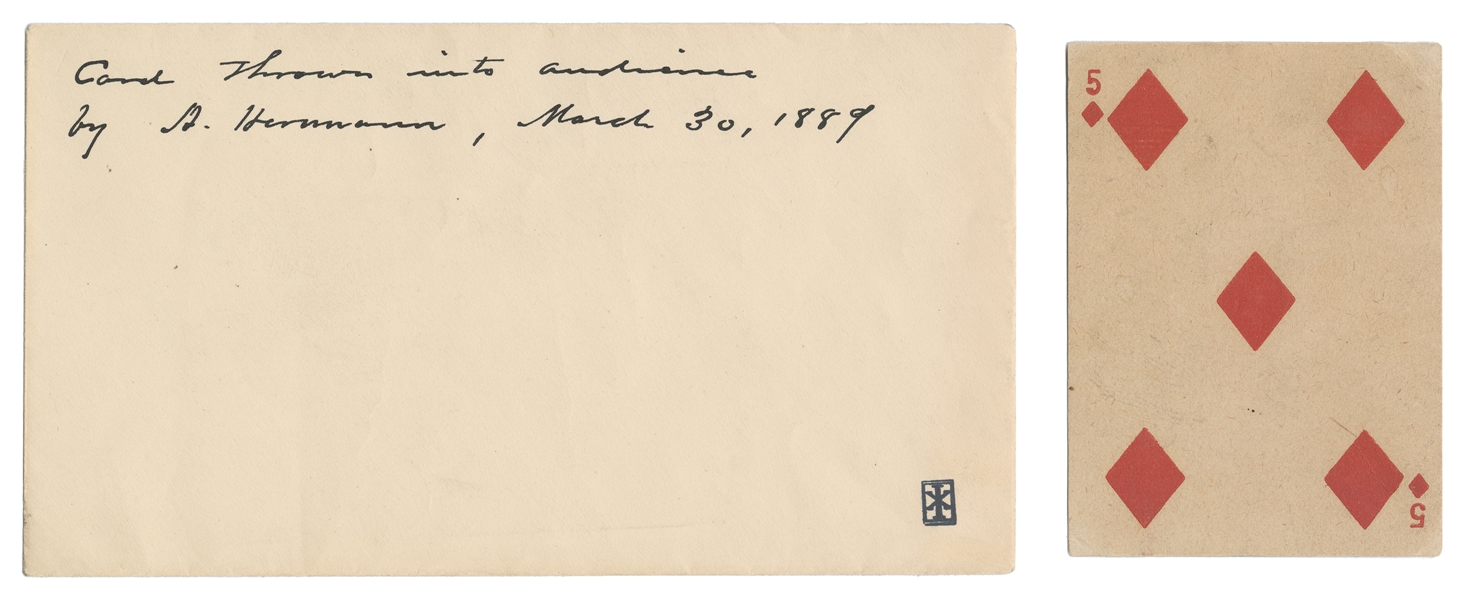 Card thrown into audience
by A. Herrmann, March 30, 1889
5
5